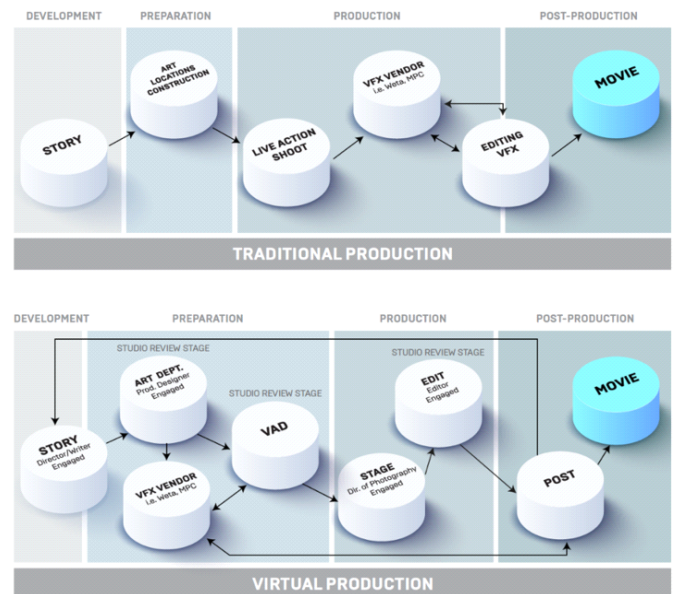 DEVELOPMENT
PREPARATION
PRODUCTION
POST-PRODUCTION
STORY
ART
LOCATIONS
CONSTRUCTION
LIVE ACTION
SHOOT
VFX VENDOR
i.e. Weta, MPC
EDITING
VFX
MOVIE
TRADITIONAL PRODUCTION
DEVELOPMENT
PREPARATION
PRODUCTION
POST-PRODUCTION
STORY
Director/Writer
Engaged
STUDIO REVIEW STAGE
ART DEPT.
Prod. Designer
Engaged
VFX VENDOR
i.e. Weta, MPC
STUDIO REVIEW STAGE
VAD
STAGE
Dir. of Photography
Engaged
STUDIO REVIEW STAGE
EDIT
Editor
Engaged
POST
MOVIE
VIRTUAL PRODUCTION